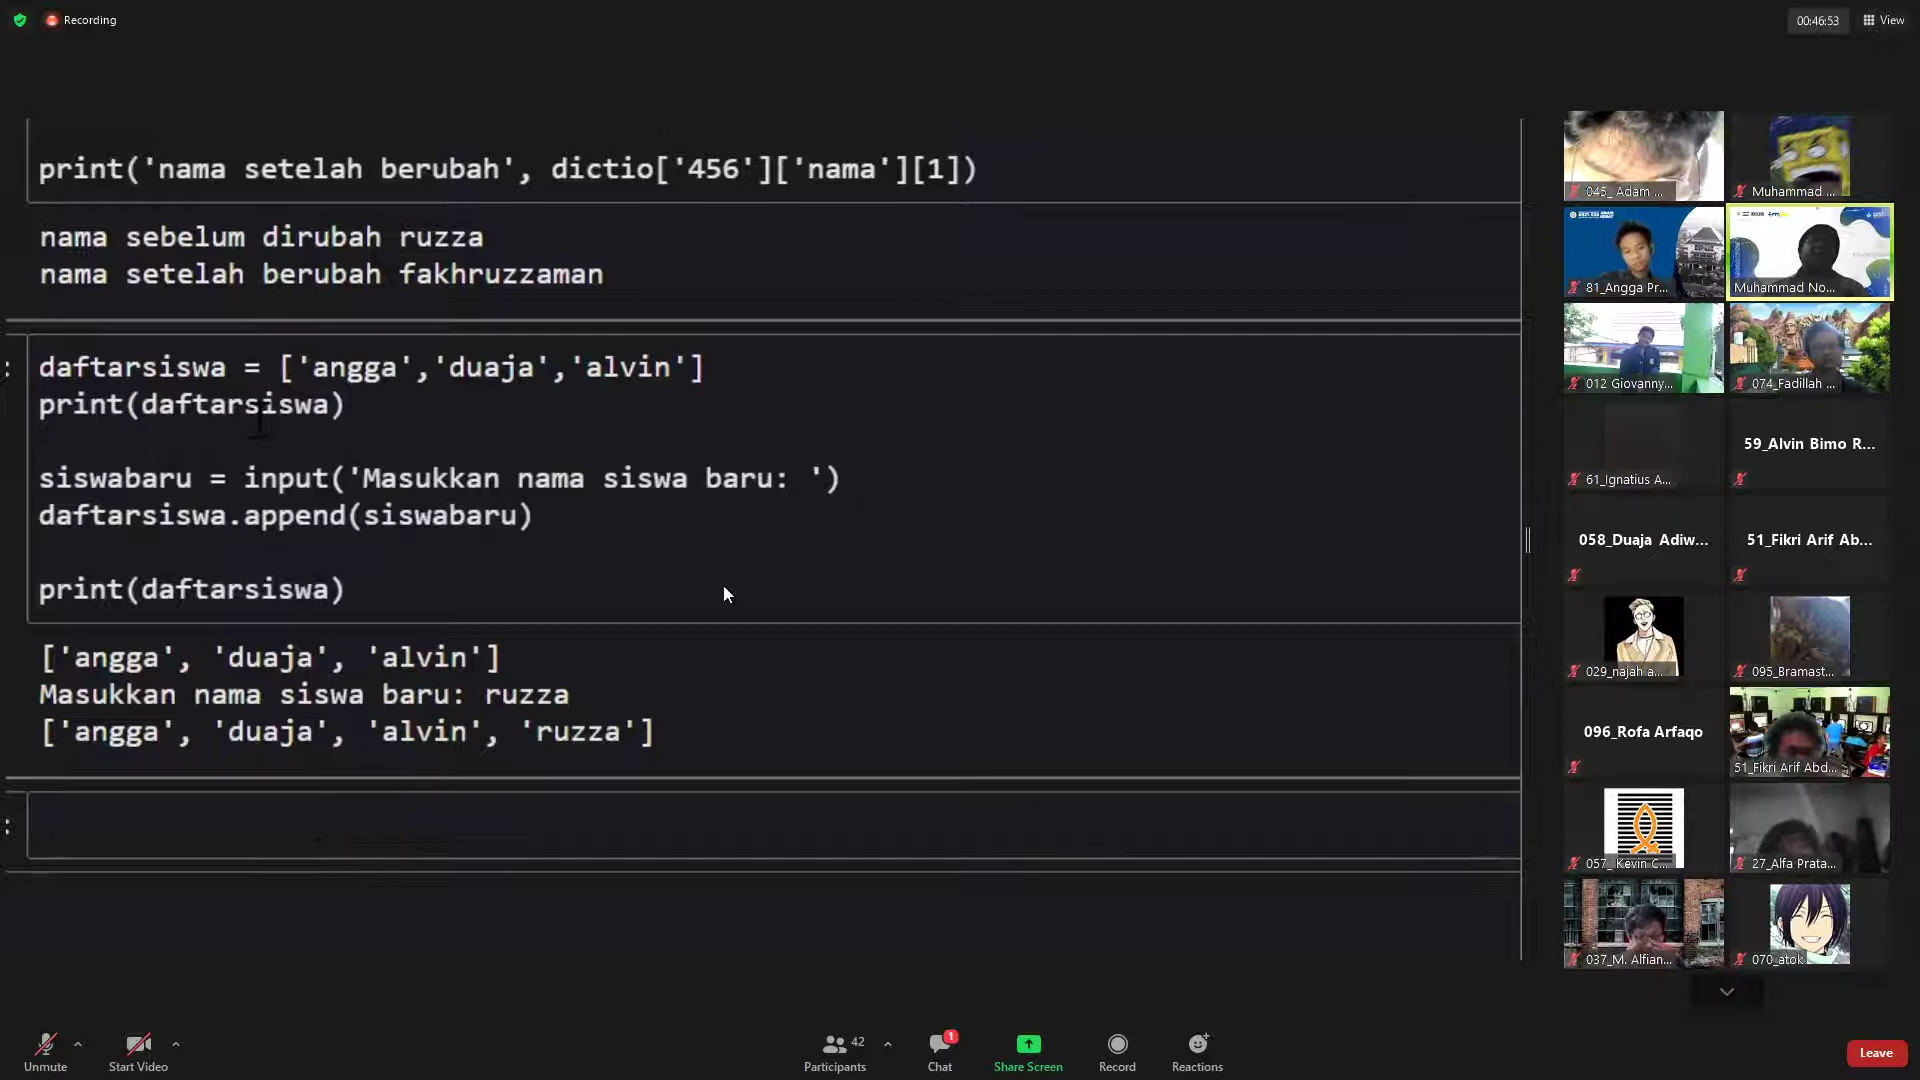 Recording
00:46:53
View
print('nama setelah berubah', dictio['456']['nama'][1])
nama sebelum dirubah ruzza
nama setelah berubah fakhruzzaman
daftarsiswa = ['angga','duaja','alvin']
print(daftarsiswa)
siswabaru = input('Masukkan nama siswa baru: ')
daftarsiswa.append(siswabaru)
print(daftarsiswa)
['angga', 'duaja', 'alvin']
Masukkan nama siswa baru: ruzza
['angga', 'duaja', 'alvin', 'ruzza']
045_ Adam ...
Muhammad ...
81_Angga Pr...
Muhammad No...
012 Giovanny...
074_Fadillah ...
61_Ignatius A...
59_Alvin Bimo R...
058_Duaja Adiw...
51_Fikri Arif Ab...
029_najah a...
095_Bramast...
096_Rofa Arfaqo
51_Fikri Arif Abd...
057_ Kevin C...
27_Alfa Prata...
037_M. Alfian...
070_atok
Unmute
Start Video
42
Participants
1
Chat
Share Screen
Record
Reactions
Leave